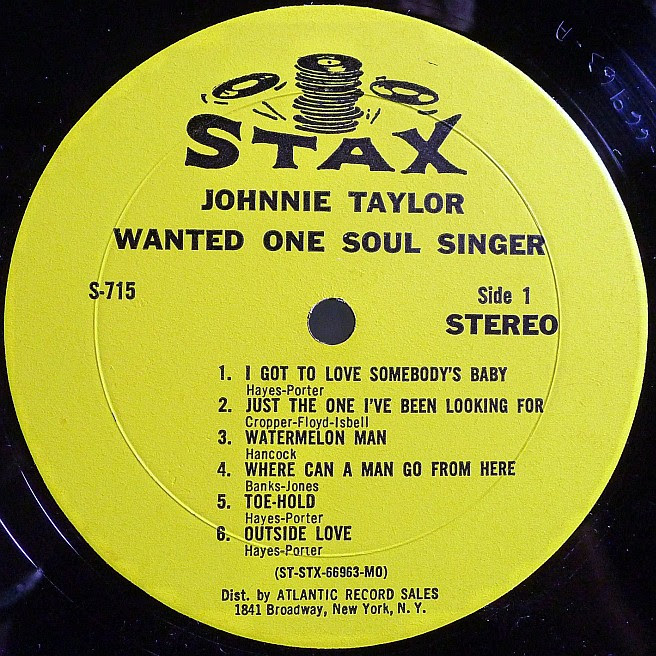 STAX
JOHNNIE TAYLOR
WANTED ONE SOUL SINGER
S-715
Side 1
STEREO
1. I GOT TO LOVE SOMEBODY'S BABY
Hayes-Porter
2. JUST THE ONE I'VE BEEN LOOKING FOR
Cropper-Floyd-Isbell
3. WATERMELON MAN
Hancock
4. WHERE CAN A MAN GO FROM HERE
Banks-Jones
5. TOE-HOLD
Hayes-Porter
6. OUTSIDE LOVE
Hayes-Porter
(ST-STX-66963-MO)
Dist. by ATLANTIC RECORD SALES
1841 Broadway, New York, N. Y.